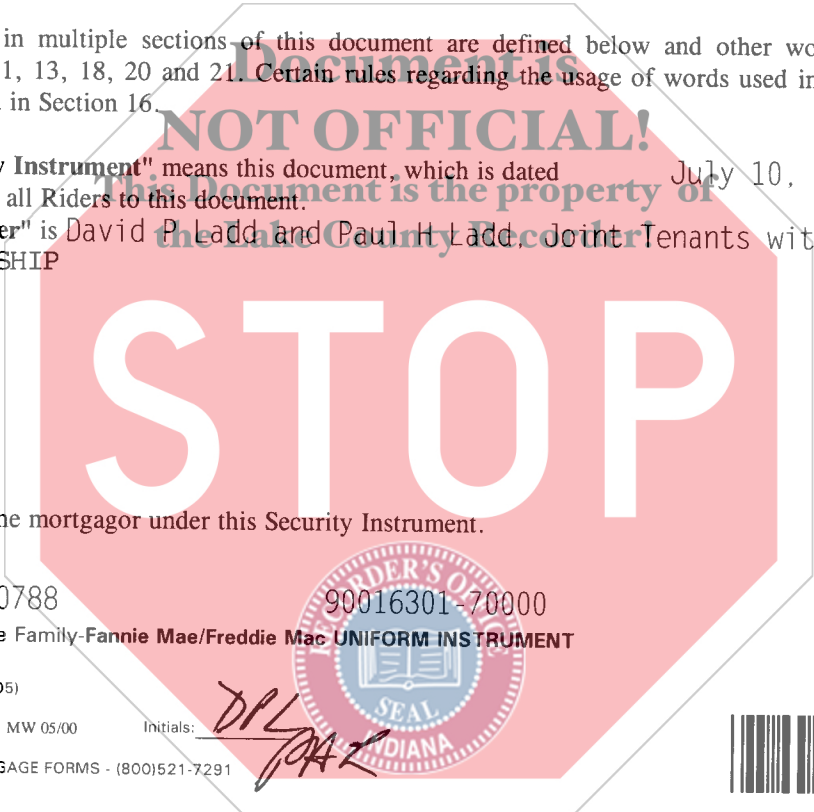 in multiple sections of this document are defined below and other wo
1, 13, 18, 20 and 21. Certain rules regarding the usage of words used in
in Section 16.
Document is
NOT OFFICIAL!
This Document is the property of
the Lake County Recorder!
y Instrument" means this document, which is dated July 10,
all Riders to this document.
er" is David P Ladd and Paul H Ladd, Joint Tenants wit
SHIP
STOP
he mortgagor under this Security Instrument.
0788 90016301-70000
e Family-Fannie Mae/Freddie Mac UNIFORM INSTRUMENT
05)
MW 05/00 Initials: DPL
PHL
GAGE FORMS - (800)521-7291
RECORDER'S OFFICE
SEAL
INDIANA